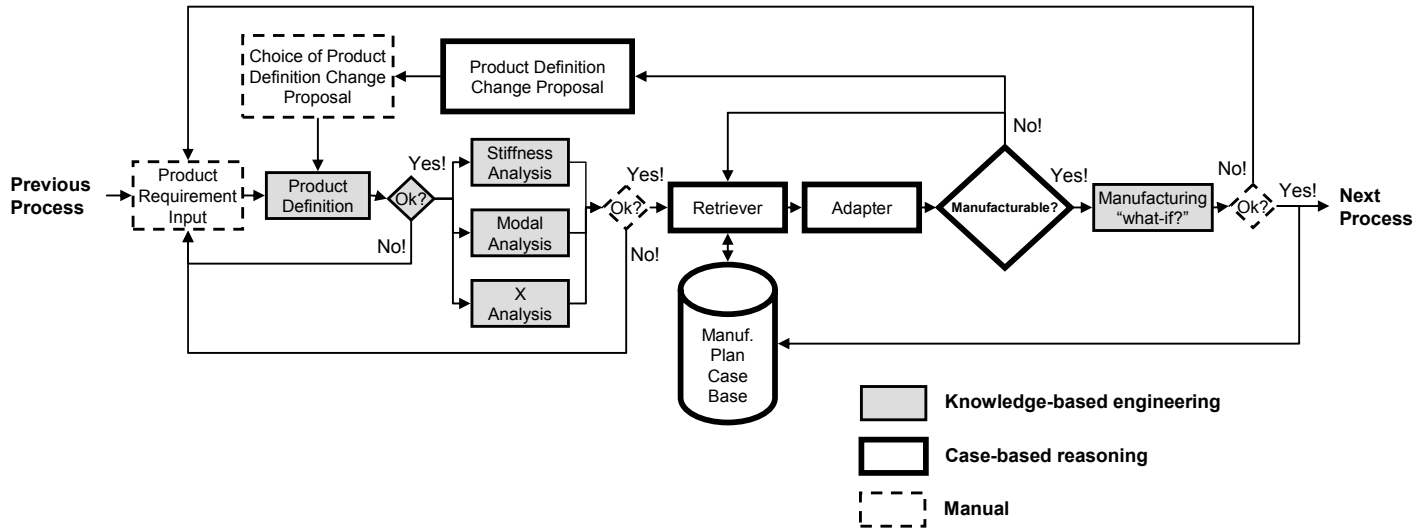 Choice of Product
Definition Change
Proposal
Product Definition
Change Proposal
No!
No!
Previous
Process
Product
Requirement
Input
Product
Definition
Ok?
Yes!
No!
Stiffness
Analysis
Modal
Analysis
X
Analysis
Yes!
Ok?
No!
Retriever
Adapter
Manufacturable?
Yes!
Manufacturing
“what-if?”
Ok?
Yes!
Next
Process
Manuf.
Plan
Case
Base
Knowledge-based engineering
Case-based reasoning
Manual